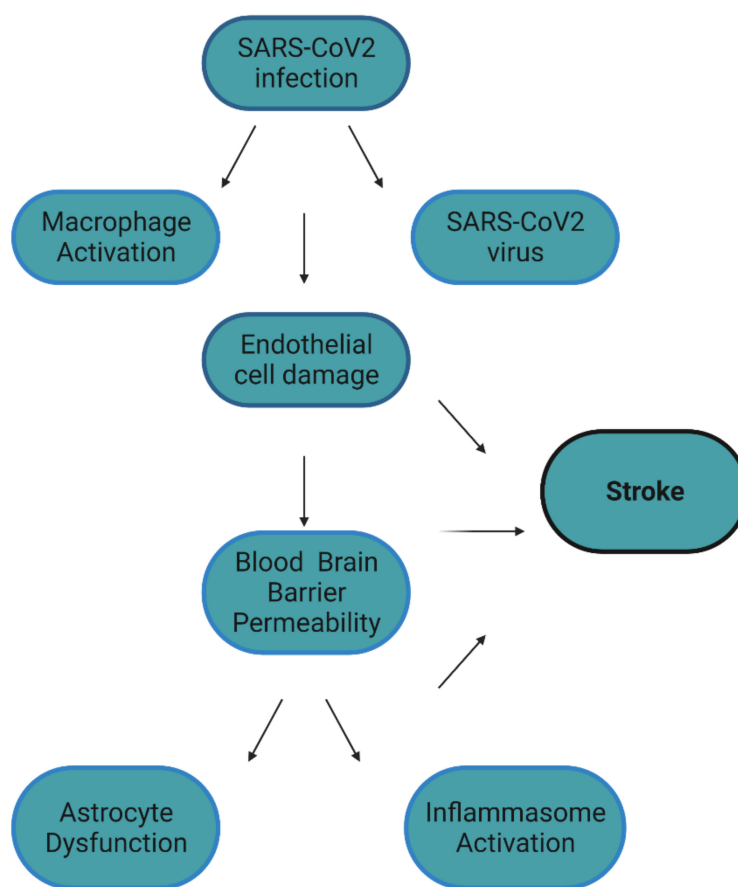 SARS-CoV2
infection
Macrophage
Activation
SARS-CoV2
virus
Endothelial
cell damage
Stroke
Blood Brain
Barrier
Permeability
Astrocyte
Dysfunction
Inflammasome
Activation